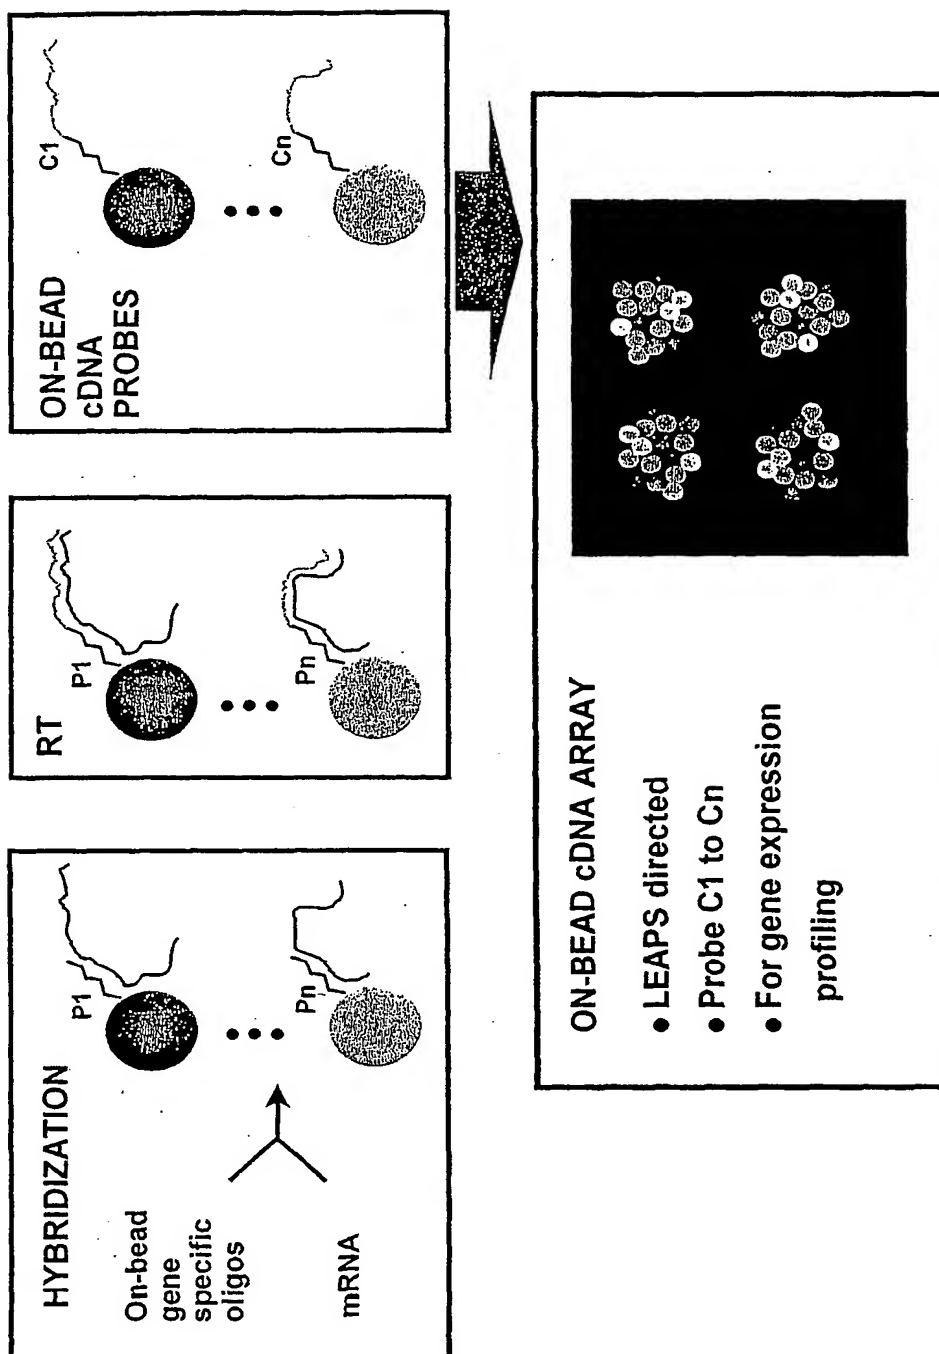 HYBRIDIZATION
On-bead
gene
specific
oligos
mRNA
P1
Pn
RT
P1
Pn
ON-BEAD
cDNA
PROBES
C1
Cn
ON-BEAD cDNA ARRAY
• LEAPS directed
• Probe C1 to Cn
• For gene expression
profiling